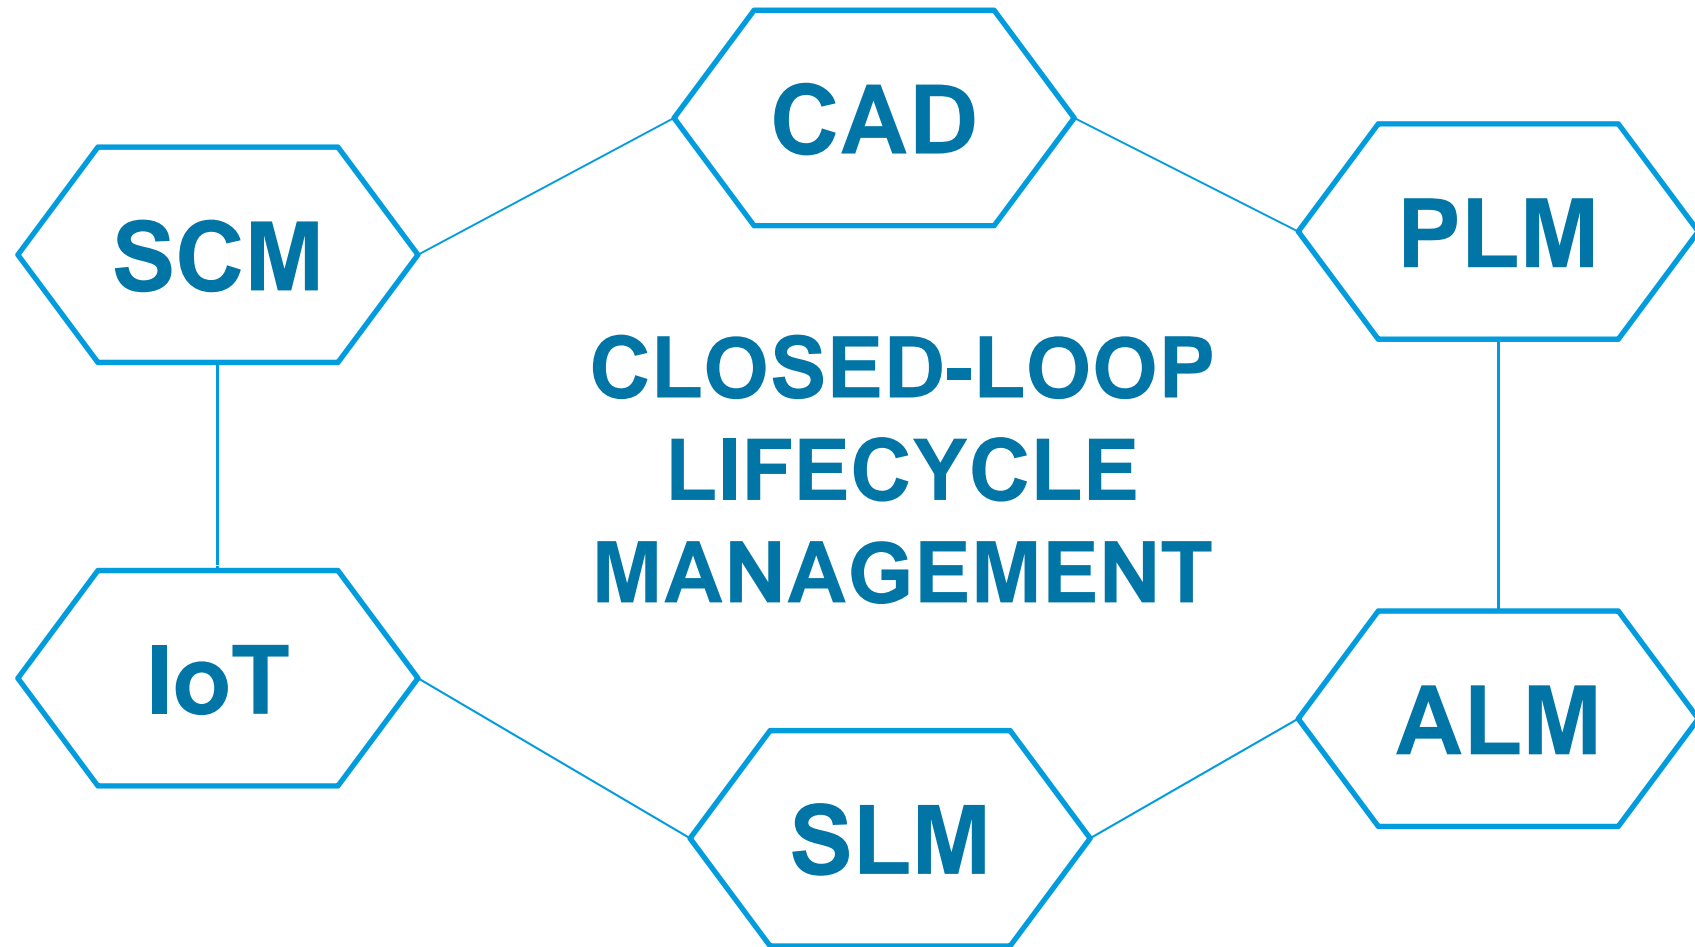 CAD
PLM
SCM
CLOSED-LOOP
LIFECYCLE
MANAGEMENT
IoT
ALM
SLM